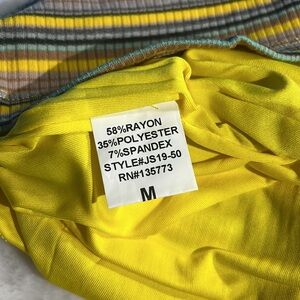 58%RAYON
35%POLYESTER
7%SPANDEX
STYLE#JS19-50
RN#135773
M